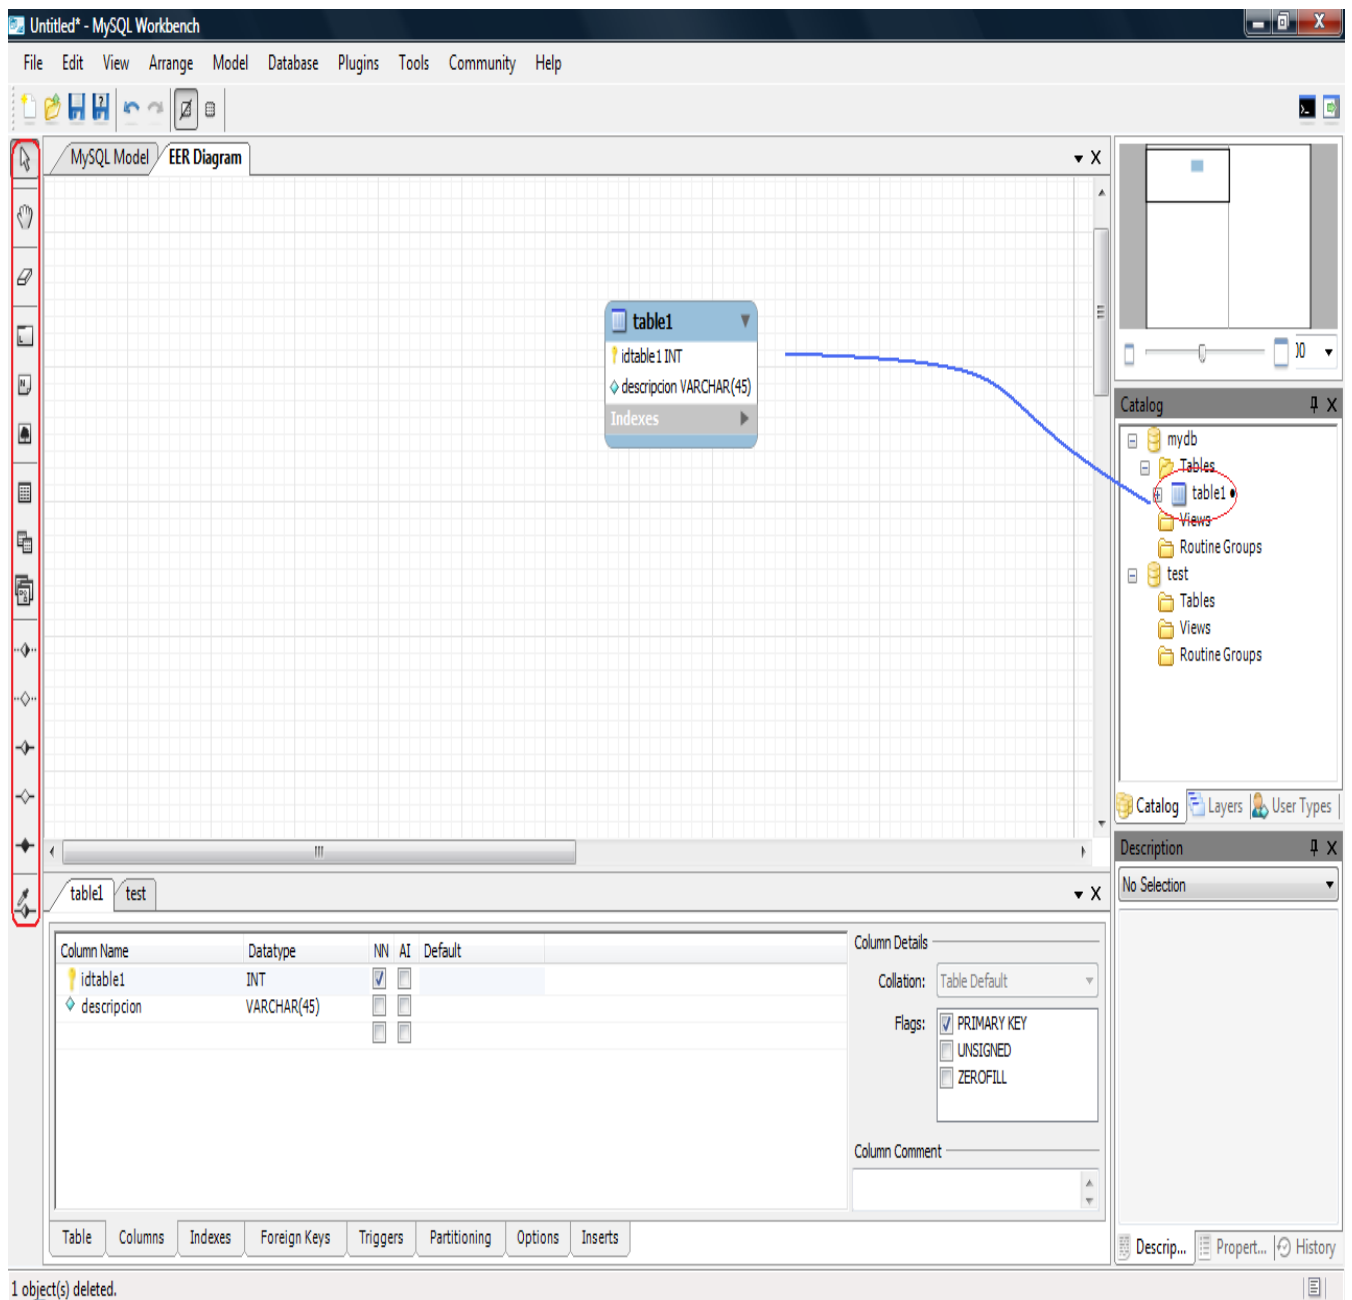 Untitled* - MySQL Workbench
File Edit View Arrange Model Database Plugins Tools Community Help
MySQL Model EER Diagram
table1
idtable1 INT
descripcion VARCHAR(45)
Indexes
Catalog
mydb
Tables
table1
Views
Routine Groups
test
Tables
Views
Routine Groups
Catalog Layers User Types
Description
No Selection
table1 test
Column Name Datatype NN AI Default
idtable1 INT
descripcion VARCHAR(45)
Column Details
Collation: Table Default
Flags: PRIMARY KEY
UNSIGNED
ZEROFILL
Column Comment
Table Columns Indexes Foreign Keys Triggers Partitioning Options Inserts
Descrip... Propert... History
1 object(s) deleted.